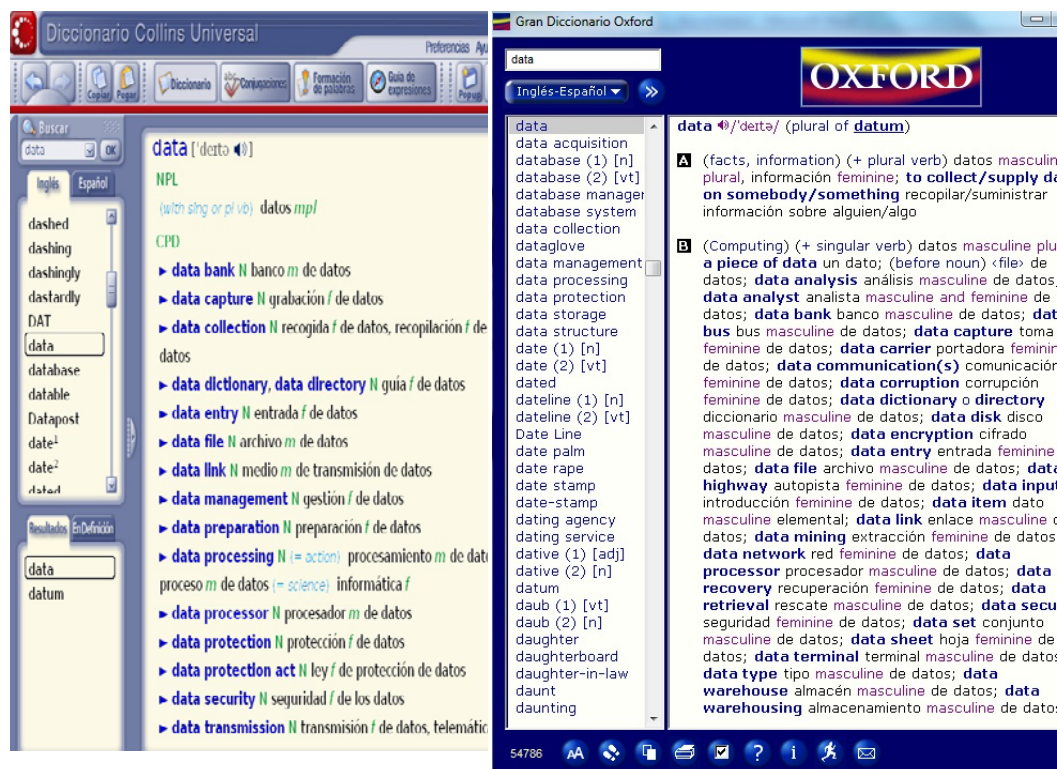 Diccionario Collins Universal
Preferencias
Copiar Pegar
Diccionario
Conjugaciones
Formación de palabras
Guía de expresiones
Popup
Buscar
data
OK
Inglés
Español
dashed
dashing
dashingly
dastardly
DAT
data
database
datable
Datapost
date1
date2
dated
Resultados EnDefinición
data
datum
data ['deɪtə]
NPL
(with sing or pl vb) datos mpl
CPD
► data bank N banco m de datos
► data capture N grabación f de datos
► data collection N recogida f de datos, recopilación f de
datos
► data dictionary, data directory N guía f de datos
► data entry N entrada f de datos
► data file N archivo m de datos
► data link N medio m de transmisión de datos
► data management N gestión f de datos
► data preparation N preparación f de datos
► data processing N (= action) procesamiento m de dat
proceso m de datos (= science) informática f
► data processor N procesador m de datos
► data protection N protección f de datos
► data protection act N ley f de protección de datos
► data security N seguridad f de los datos
► data transmission N transmisión f de datos, telemátic
Gran Diccionario Oxford
data
Inglés-Español
OXFORD
data
data acquisition
database (1) [n]
database (2) [vt]
database manager
database system
data collection
dataglove
data management
data processing
data protection
data storage
data structure
date (1) [n]
date (2) [vt]
dated
dateline (1) [n]
dateline (2) [vt]
Date Line
date palm
date rape
date stamp
date-stamp
dating agency
dating service
dative (1) [adj]
dative (2) [n]
datum
daub (1) [vt]
daub (2) [n]
daughter
daughterboard
daughter-in-law
daunt
daunting
data /'deɪtə/ (plural of datum)
A (facts, information) (+ plural verb) datos masculin
plural, información feminine; to collect/supply da
on somebody/something recopilar/suministrar
información sobre alguien/algo
B (Computing) (+ singular verb) datos masculine plu
a piece of data un dato; (before noun) ‹file› de
datos; data analysis análisis masculine de datos;
data analyst analista masculine and feminine de
datos; data bank banco masculine de datos; dat
bus bus masculine de datos; data capture toma
feminine de datos; data carrier portadora feminin
de datos; data communication(s) comunicación
feminine de datos; data corruption corrupción
feminine de datos; data dictionary o directory
diccionario masculine de datos; data disk disco
masculine de datos; data encryption cifrado
masculine de datos; data entry entrada feminine
datos; data file archivo masculine de datos; data
highway autopista feminine de datos; data input
introducción feminine de datos; data item dato
masculine elemental; data link enlace masculine d
datos; data mining extracción feminine de datos
data network red feminine de datos; data
processor procesador masculine de datos; data
recovery recuperación feminine de datos; data
retrieval rescate masculine de datos; data secu
seguridad feminine de datos; data set conjunto
masculine de datos; data sheet hoja feminine de
datos; data terminal terminal masculine de datos
data type tipo masculine de datos; data
warehouse almacén masculine de datos; data
warehousing almacenamiento masculine de datos
54786
AA